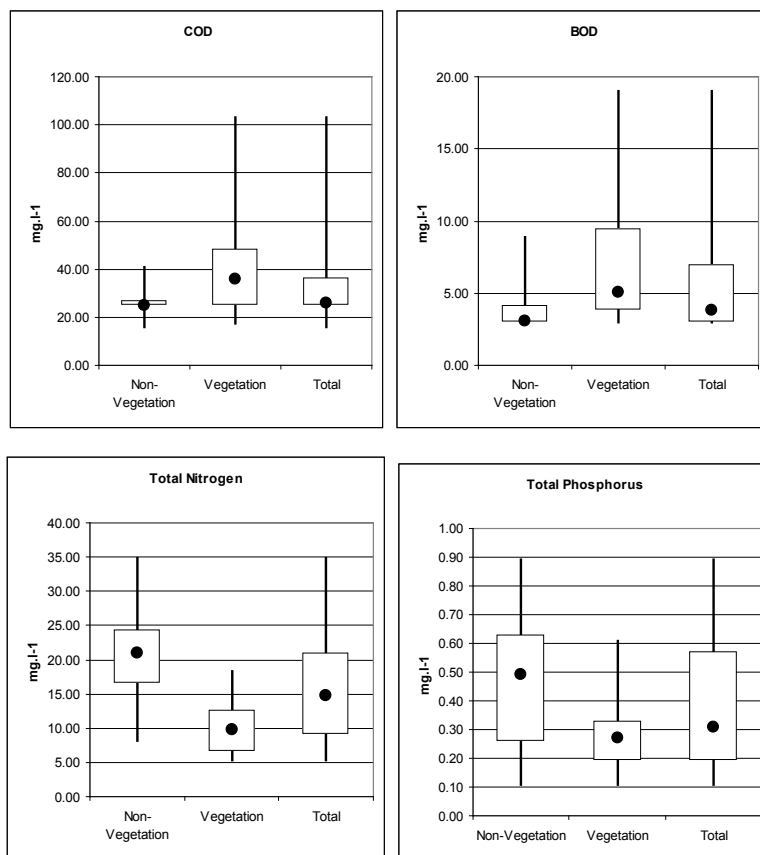 COD
120.00
100.00
80.00
60.00
40.00
20.00
0.00
mg.l-1
Non-
Vegetation
Vegetation
Total
BOD
20.00
15.00
10.00
5.00
0.00
mg.l-1
Non-
Vegetation
Vegetation
Total
Total Nitrogen
40.00
35.00
30.00
25.00
20.00
15.00
10.00
5.00
0.00
mg.l-1
Non-
Vegetation
Vegetation
Total
Total Phosphorus
1.00
0.90
0.80
0.70
0.60
0.50
0.40
0.30
0.20
0.10
0.00
mg.l-1
Non-Vegetation
Vegetation
Total